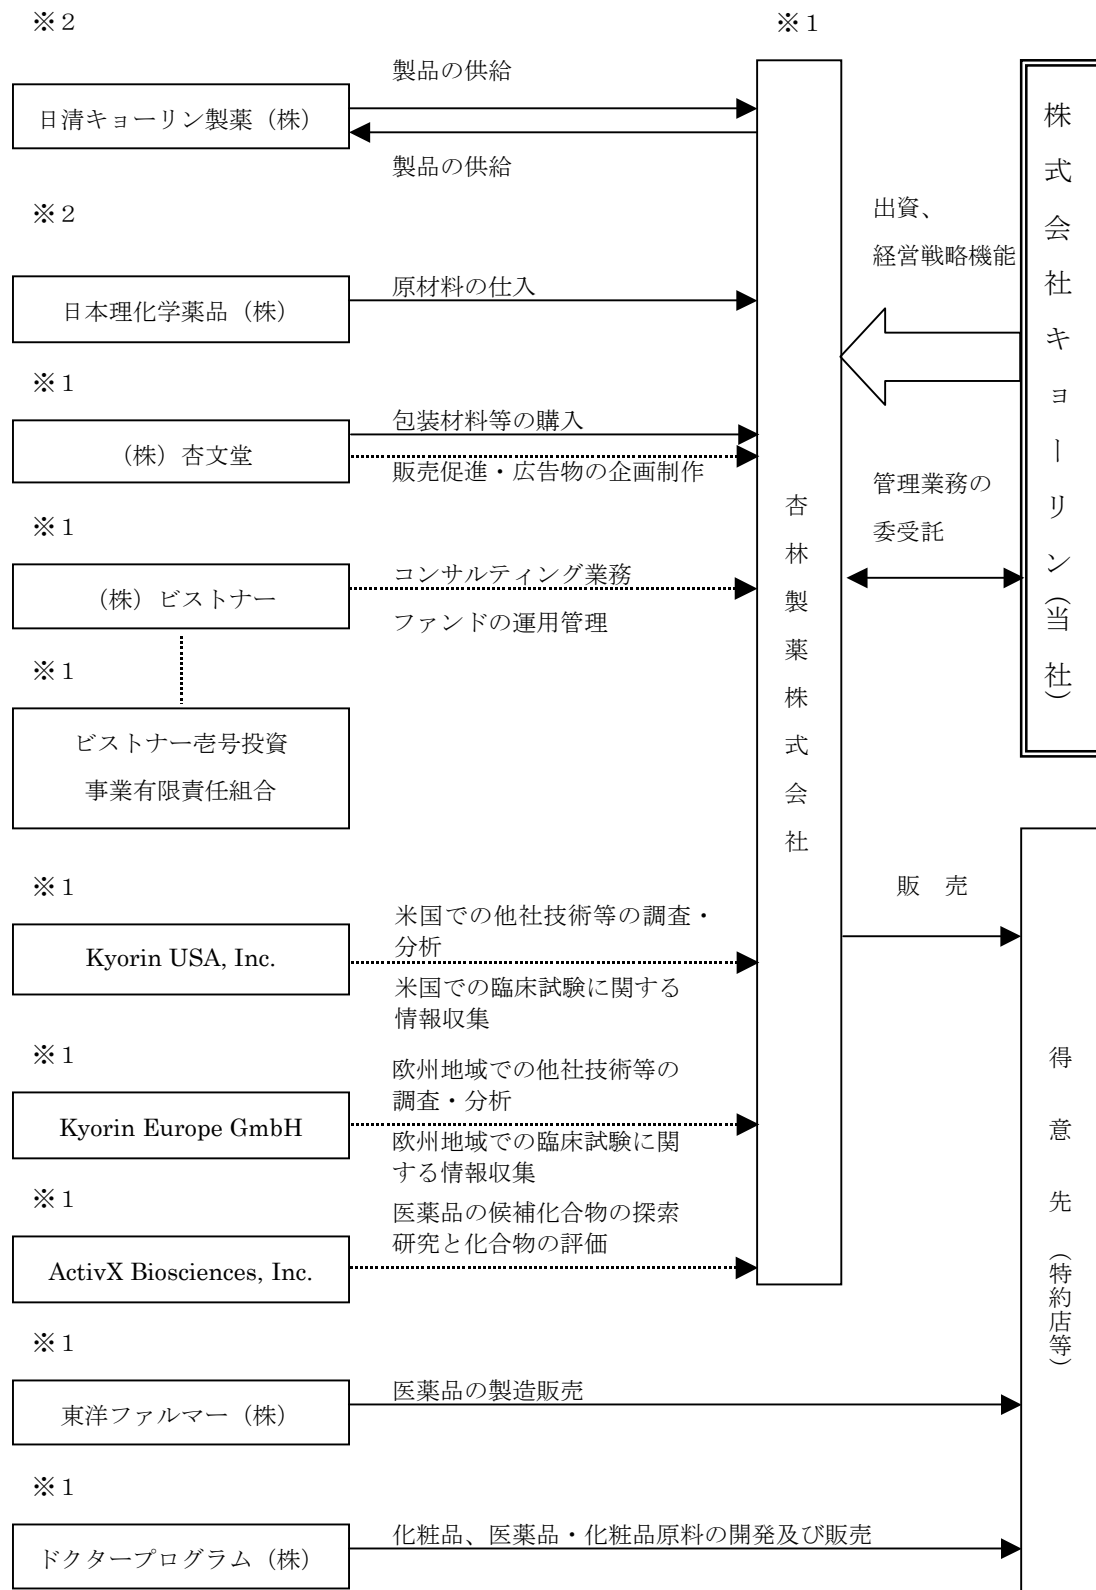 ※2
※1
日清キョーリン製薬(株)
製品の供給
製品の供給
※2
日本理化学薬品(株)
原材料の仕入
※1
(株)杏文堂
包装材料等の購入
販売促進・広告物の企画制作
※1
(株)ビストナー
コンサルティング業務
ファンドの運用管理
※1
ビストナー壱号投資
事業有限責任組合
※1
Kyorin USA, Inc.
米国での他社技術等の調査・
分析
米国での臨床試験に関する
情報収集
※1
Kyorin Europe GmbH
欧州地域での他社技術等の
調査・分析
欧州地域での臨床試験に関
する情報収集
※1
ActivX Biosciences, Inc.
医薬品の候補化合物の探索
研究と化合物の評価
※1
東洋ファルマー(株)
医薬品の製造販売
※1
ドクタープログラム(株)
化粧品、医薬品・化粧品原料の開発及び販売
杏林製薬株式会社
出資、
経営戦略機能
管理業務の
委受託
株式会社キョーリン(当社)
販 売
得意先(特約店等)